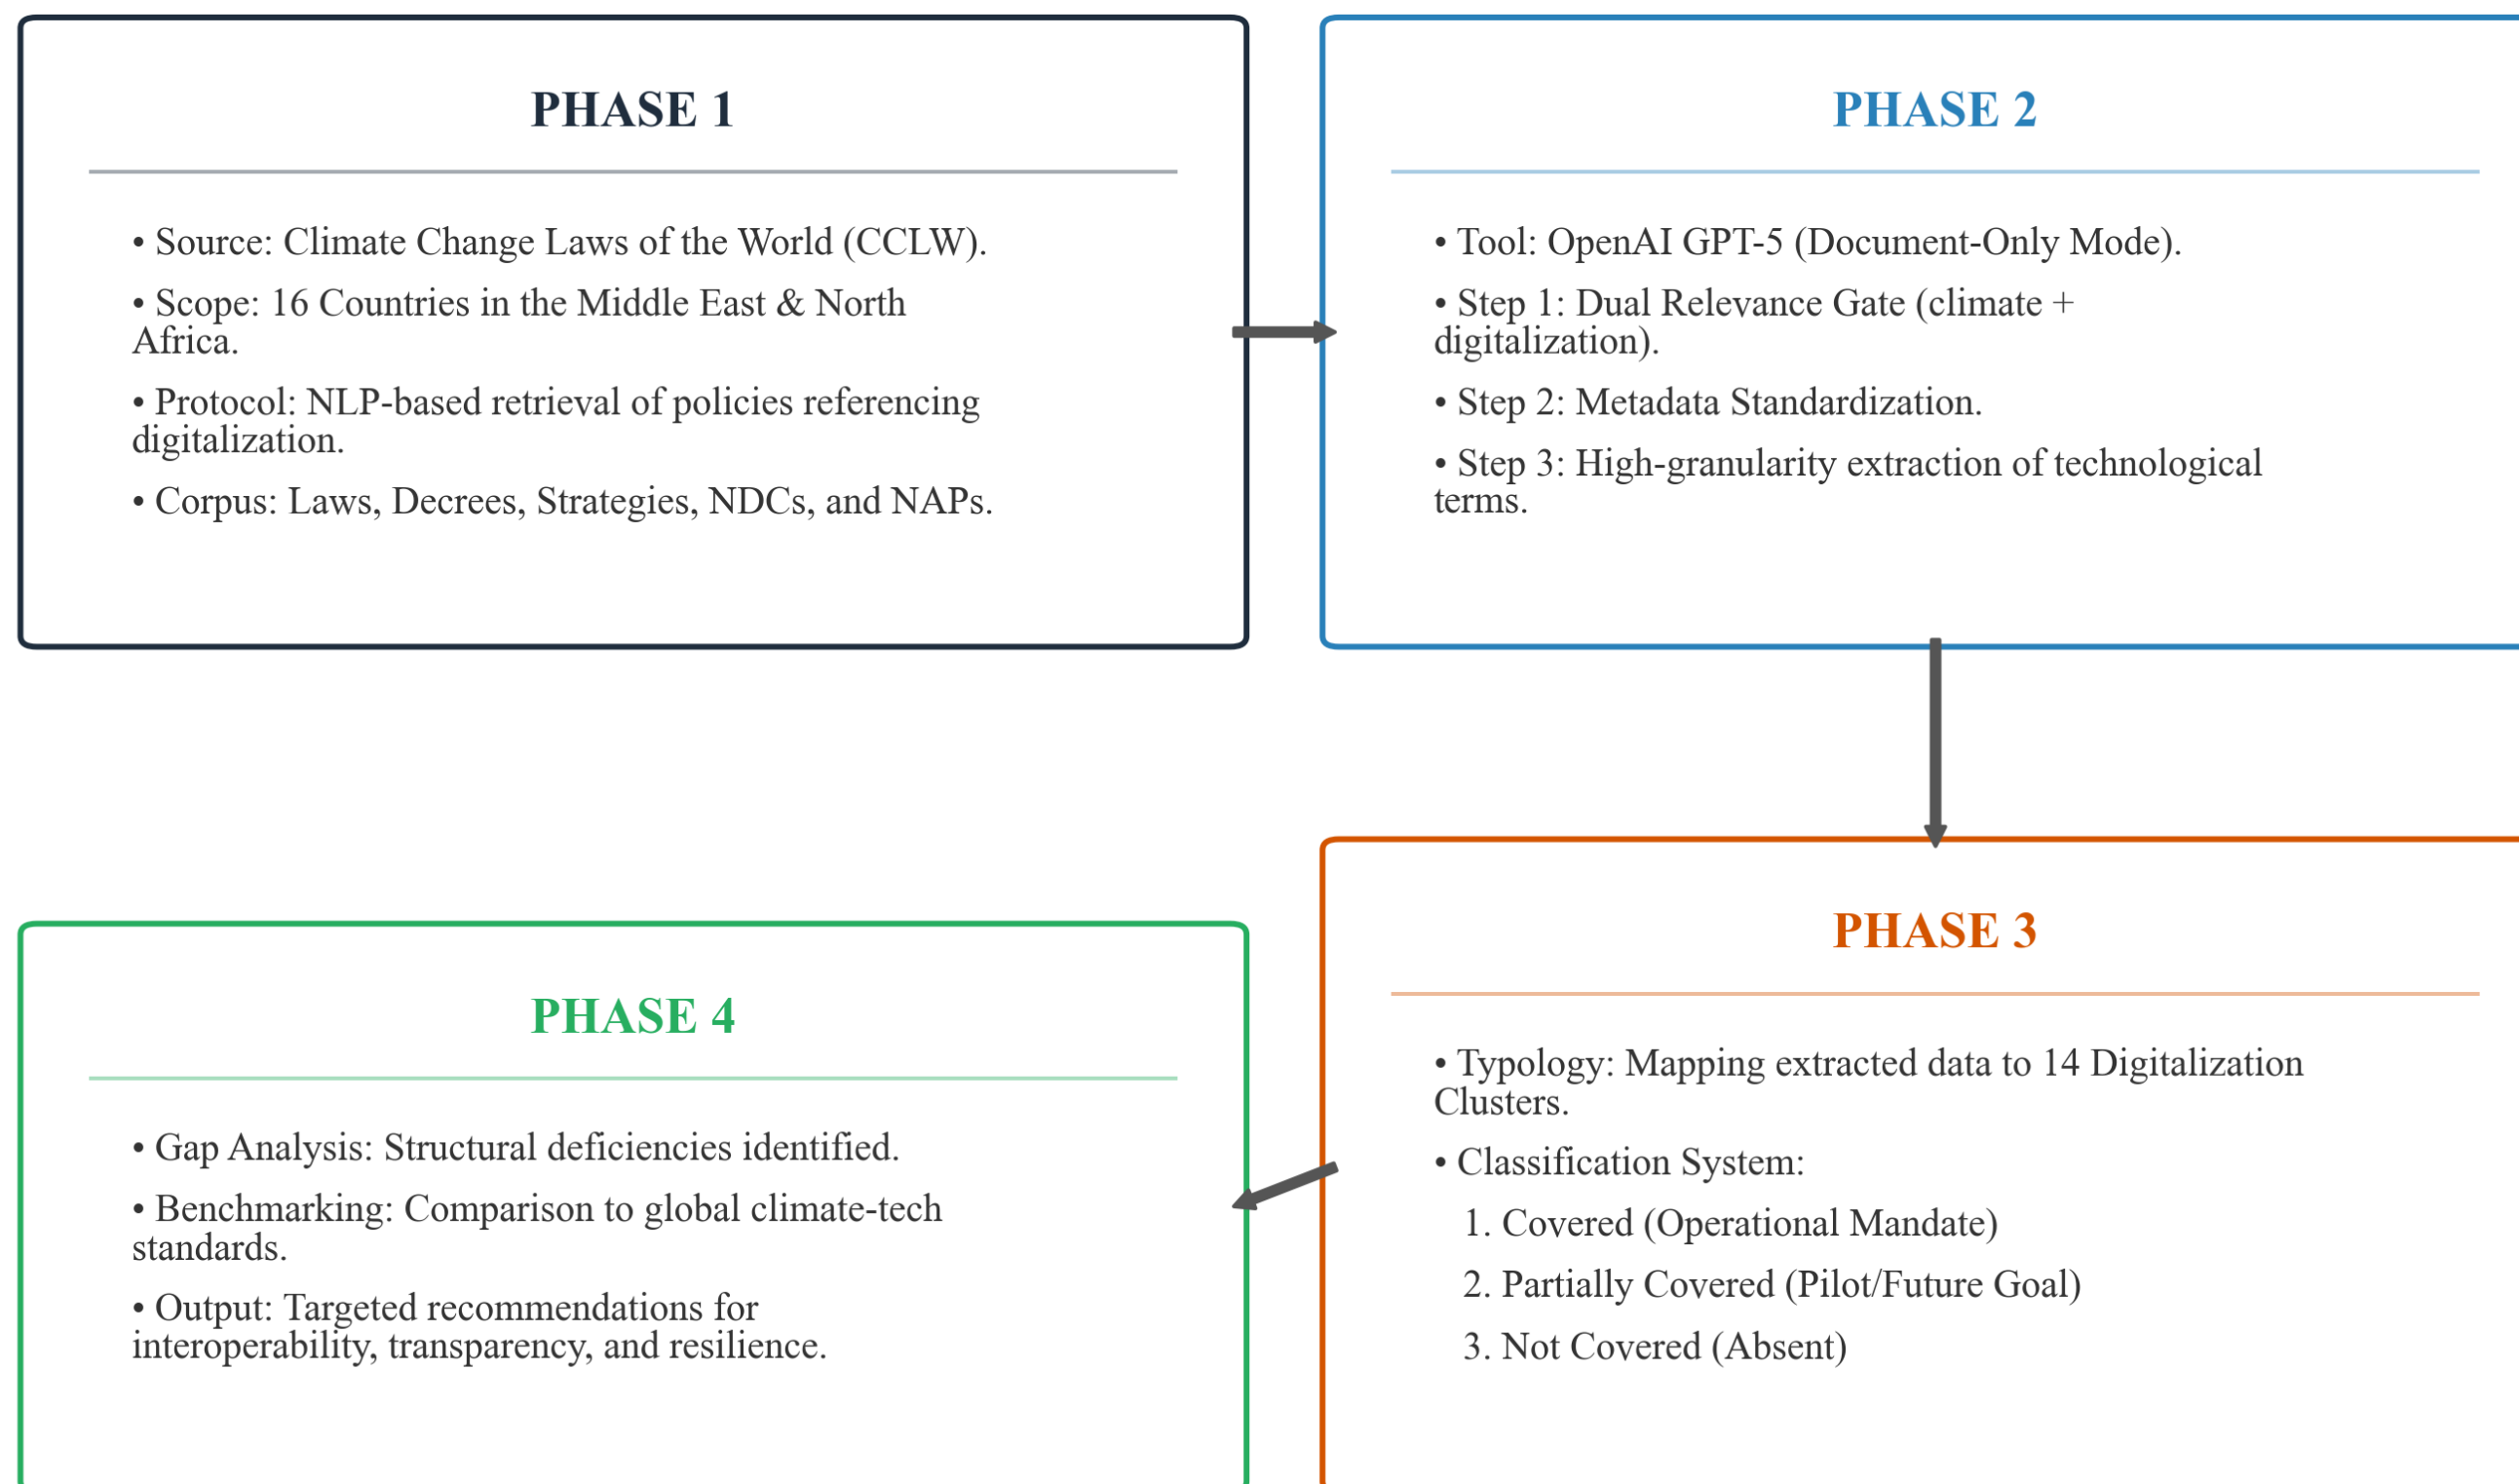 PHASE 1
• Source: Climate Change Laws of the World (CCLW).
• Scope: 16 Countries in the Middle East & North
Africa.
• Protocol: NLP-based retrieval of policies referencing
digitalization.
• Corpus: Laws, Decrees, Strategies, NDCs, and NAPs.
PHASE 2
• Tool: OpenAI GPT-5 (Document-Only Mode).
• Step 1: Dual Relevance Gate (climate +
digitalization).
• Step 2: Metadata Standardization.
• Step 3: High-granularity extraction of technological
terms.
PHASE 3
• Typology: Mapping extracted data to 14 Digitalization
Clusters.
• Classification System:
1. Covered (Operational Mandate)
2. Partially Covered (Pilot/Future Goal)
3. Not Covered (Absent)
PHASE 4
• Gap Analysis: Structural deficiencies identified.
• Benchmarking: Comparison to global climate-tech
standards.
• Output: Targeted recommendations for
interoperability, transparency, and resilience.